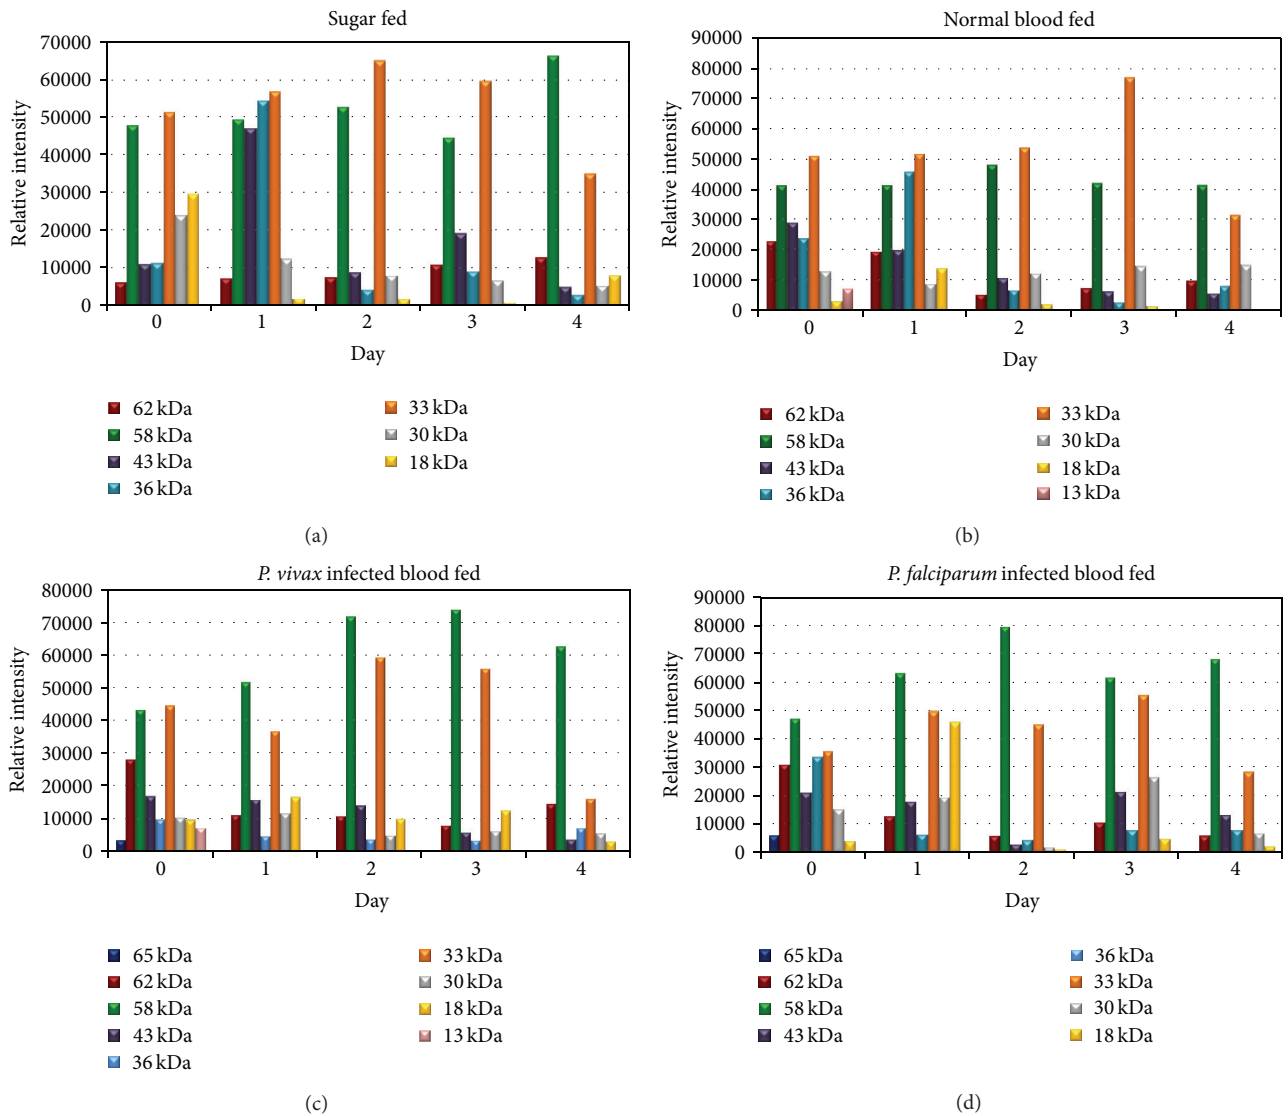 Sugar fed
70000
60000
50000
40000
30000
20000
10000
0
Relative intensity
0 1 2 3 4
Day
62 kDa
58 kDa
43 kDa
36 kDa
33 kDa
30 kDa
18 kDa
(a)
Normal blood fed
90000
80000
70000
60000
50000
40000
30000
20000
10000
0
Relative intensity
0 1 2 3 4
Day
62 kDa
58 kDa
43 kDa
36 kDa
33 kDa
30 kDa
18 kDa
13 kDa
(b)
P. vivax infected blood fed
80000
70000
60000
50000
40000
30000
20000
10000
0
Relative intensity
0 1 2 3 4
Day
65 kDa
62 kDa
58 kDa
43 kDa
36 kDa
33 kDa
30 kDa
18 kDa
13 kDa
(c)
P. falciparum infected blood fed
90000
80000
70000
60000
50000
40000
30000
20000
10000
0
Relative intensity
0 1 2 3 4
Day
65 kDa
62 kDa
58 kDa
43 kDa
36 kDa
33 kDa
30 kDa
18 kDa
(d)